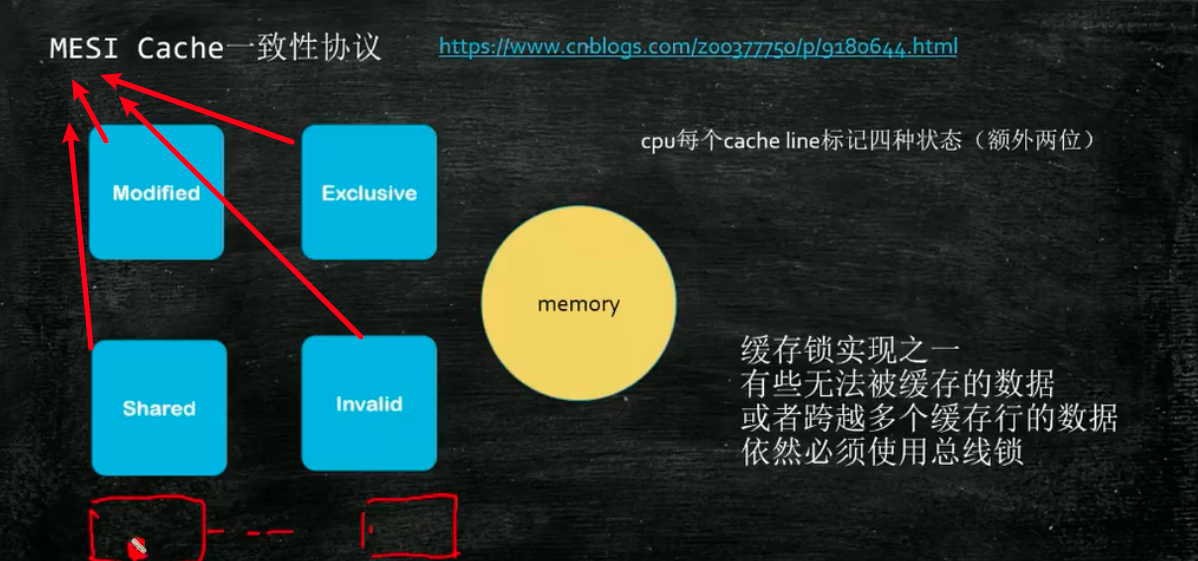 MESI Cache一致性协议
https://www.cnblogs.com/z00377750/p/9180644.html
cpu每个cache line标记四种状态（额外两位）
Modified
Exclusive
memory
Shared
Invalid
缓存锁实现之一
有些无法被缓存的数据
或者跨越多个缓存行的数据
依然必须使用总线锁